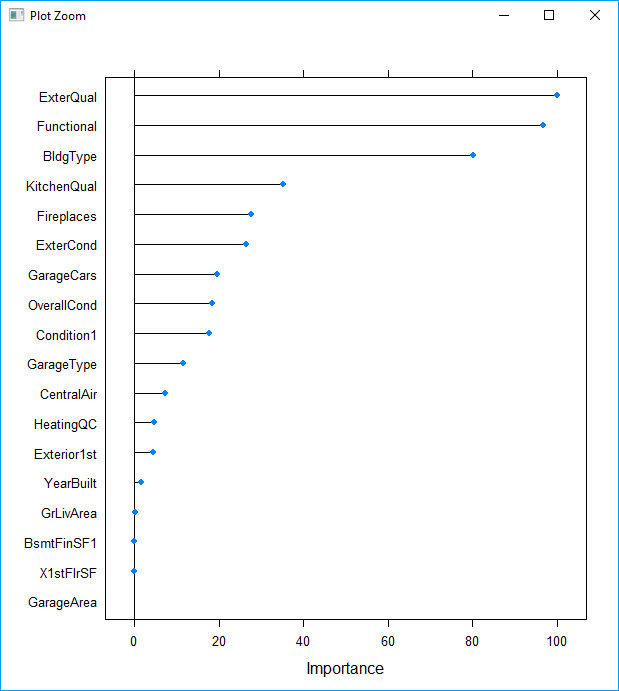 Plot Zoom
ExterQual
Functional
BldgType
KitchenQual
Fireplaces
ExterCond
GarageCars
OverallCond
Condition1
GarageType
CentralAir
HeatingQC
Exterior1st
YearBuilt
GrLivArea
BsmtFinSF1
X1stFlrSF
GarageArea
0 20 40 60 80 100
Importance